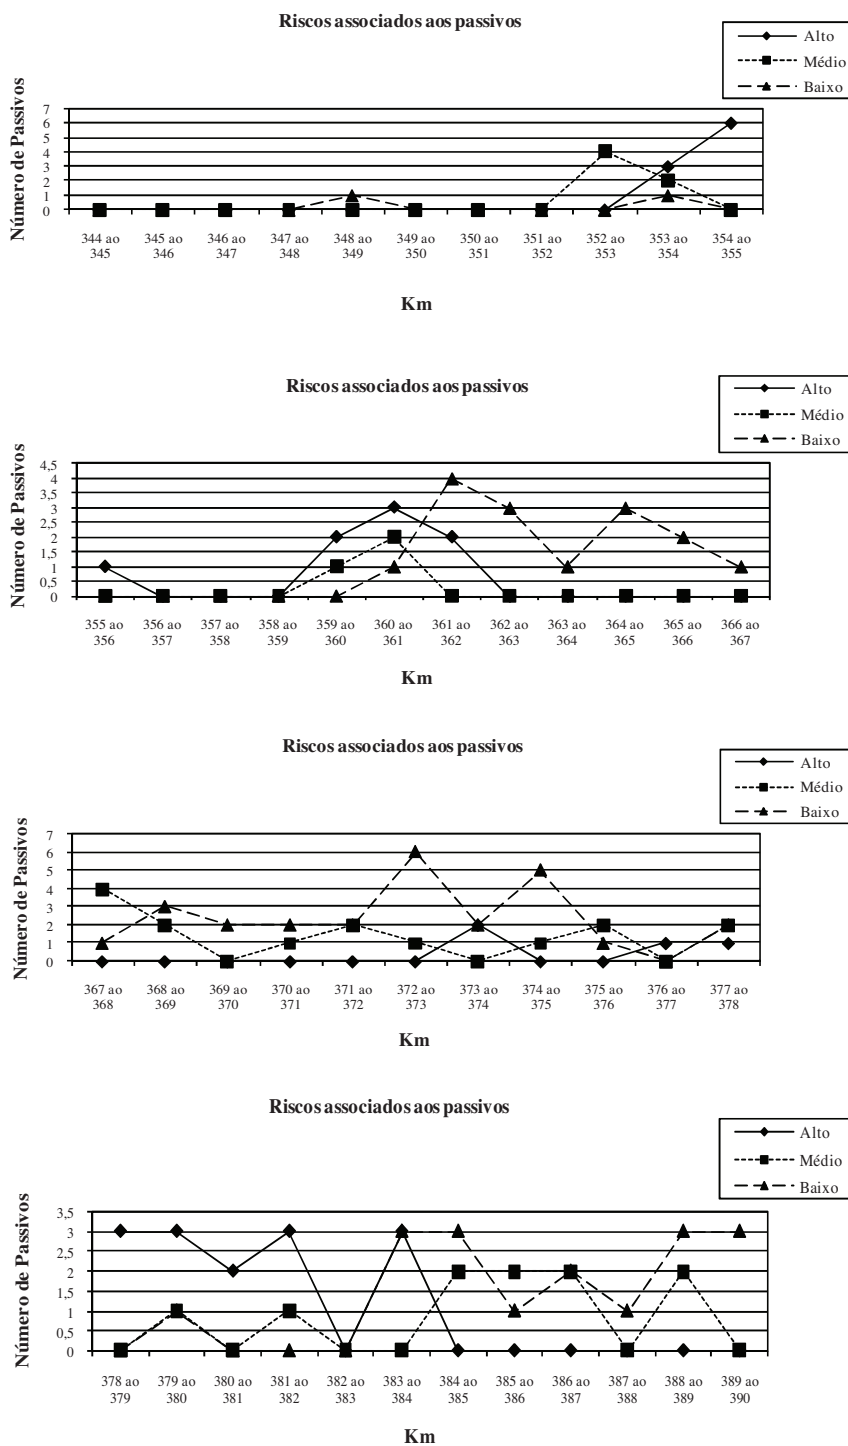 Riscos associados aos passivos
Alto
Médio
Baixo
Número de Passivos
7
6
5
4
3
2
1
0
344 ao 345 ao 346 ao 347 ao 348 ao 349 ao 350 ao 351 ao 352 ao 353 ao 354 ao
345 346 347 348 349 350 351 352 353 354 355
Km
Riscos associados aos passivos
Alto
Médio
Baixo
Número de Passivos
4,5
4
3,5
3
2,5
2
1,5
1
0,5
0
355 ao 356 ao 357 ao 358 ao 359 ao 360 ao 361 ao 362 ao 363 ao 364 ao 365 ao 366 ao
356 357 358 359 360 361 362 363 364 365 366 367
Km
Riscos associados aos passivos
Alto
Médio
Baixo
Número de Passivos
7
6
5
4
3
2
1
0
367 ao 368 ao 369 ao 370 ao 371 ao 372 ao 373 ao 374 ao 375 ao 376 ao 377 ao
368 369 370 371 372 373 374 375 376 377 378
Km
Riscos associados aos passivos
Alto
Médio
Baixo
Número de Passivos
3,5
3
2,5
2
1,5
1
0,5
0
378 ao 379 ao 380 ao 381 ao 382 ao 383 ao 384 ao 385 ao 386 ao 387 ao 388 ao 389 ao
379 380 381 382 383 384 385 386 387 388 389 390
Km